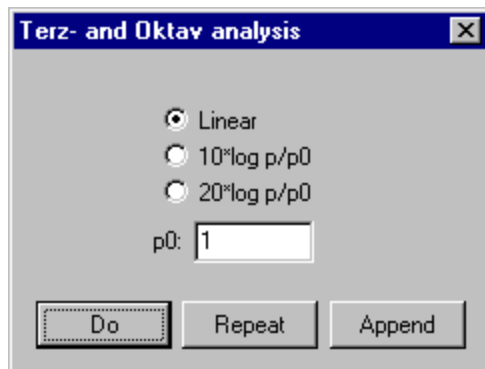 Terz- and Oktav analysis
Linear
10*log p/p0
20*log p/p0
p0: 1
Do Repeat Append